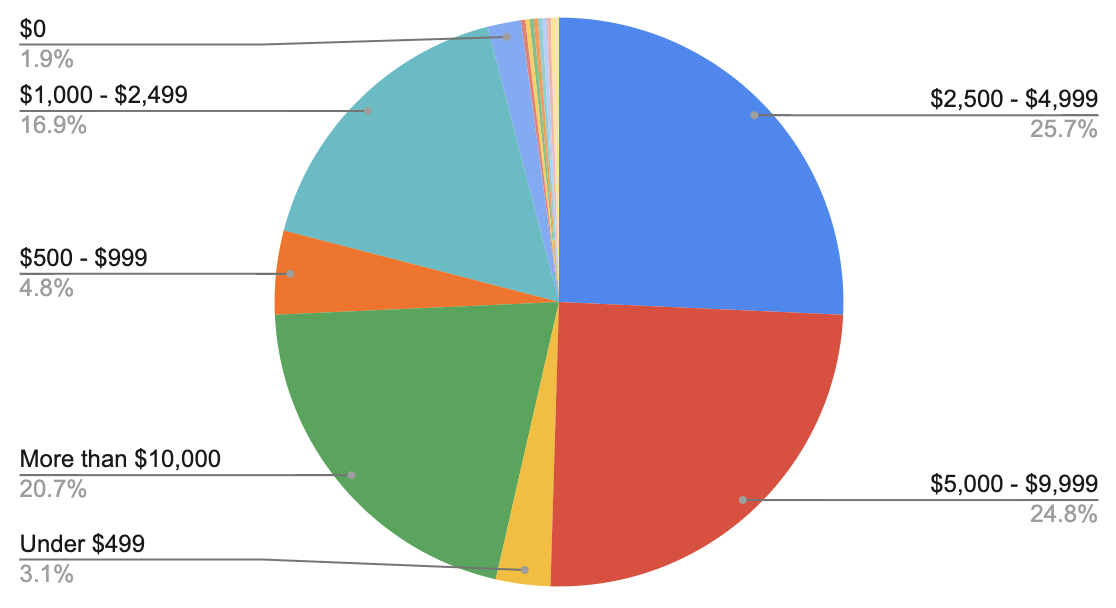 $0
1.9%
$1,000 - $2,499
16.9%
$500 - $999
4.8%
More than $10,000
20.7%
Under $499
3.1%
$2,500 - $4,999
25.7%
$5,000 - $9,999
24.8%